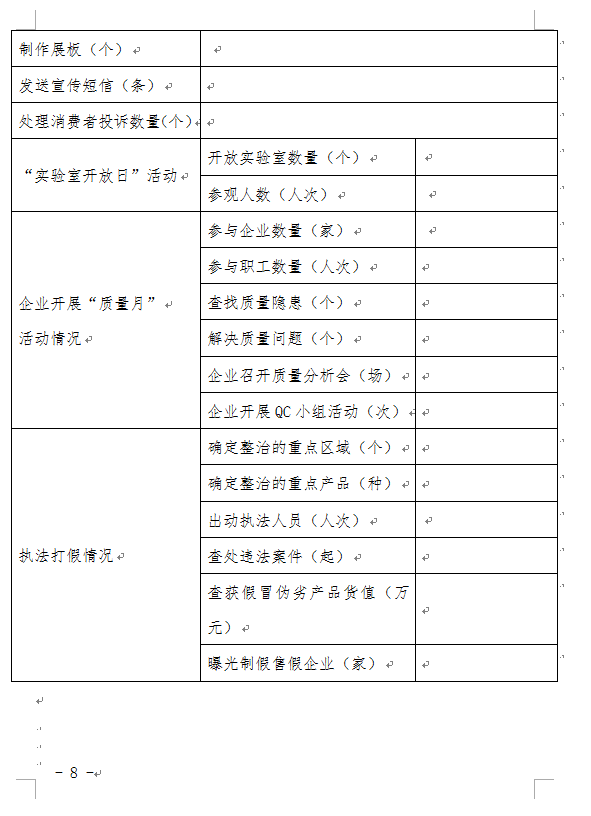 制作展板（个）
发送宣传短信（条）
处理消费者投诉数量(个)
“实验室开放日”活动
开放实验室数量（个）
参观人数（人次）
企业开展“质量月”
活动情况
参与企业数量（家）
参与职工数量（人次）
查找质量隐患（个）
解决质量问题（个）
企业召开质量分析会（场）
企业开展 QC 小组活动（次）
执法打假情况
确定整治的重点区域（个）
确定整治的重点产品（种）
出动执法人员（人次）
查处违法案件（起）
查获假冒伪劣产品货值（万
元）
曝光制假售假企业（家）
- 8 -